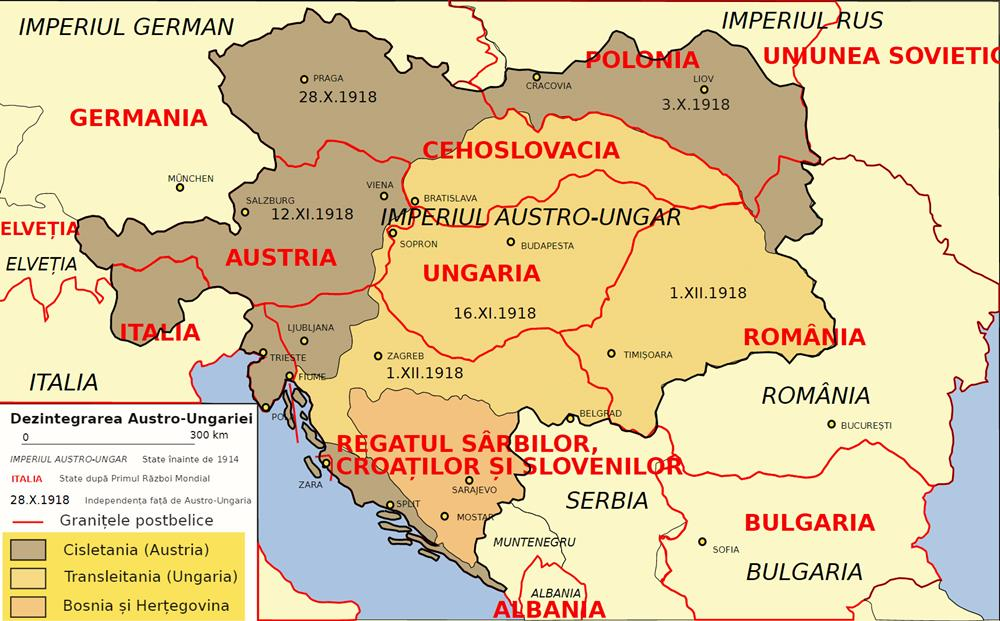 IMPERIUL GERMAN
IMPERIUL RUS
POLONIA
UNIUNEA SOVIETIC
PRAGA
28.X.1918
CRACOVIA
LIOV
3.X.1918
GERMANIA
CEHOSLOVACIA
MÜNCHEN
VIENA
BRATISLAVA
SALZBURG
12.XI.1918
IMPERIUL AUSTRO-UNGAR
ELVEȚIA
SOPRON
BUDAPESTA
ELVEȚIA
AUSTRIA
UNGARIA
1.XII.1918
16.XI.1918
ITALIA
LJUBLJANA
ROMÂNIA
TRIESTE
ZAGREB
TIMIȘOARA
1.XII.1918
FIUME
ITALIA
ROMÂNIA
POLA
BELGRAD
BUCUREȘTI
REGATUL SÂRBILOR,
CROAȚILOR ȘI SLOVENILOR
ZARA
SARAJEVO
SPLIT
MOSTAR
SERBIA
BULGARIA
MUNTENEGRU
SOFIA
BULGARIA
ALBANIA
ALBANIA
Dezintegrarea Austro-Ungariei
0 300 km
IMPERIUL AUSTRO-UNGAR State înainte de 1914
ITALIA State după Primul Război Mondial
28.X.1918 Independența față de Austro-Ungaria
Granițele postbelice
Cisletania (Austria)
Transleitania (Ungaria)
Bosnia și Herțegovina